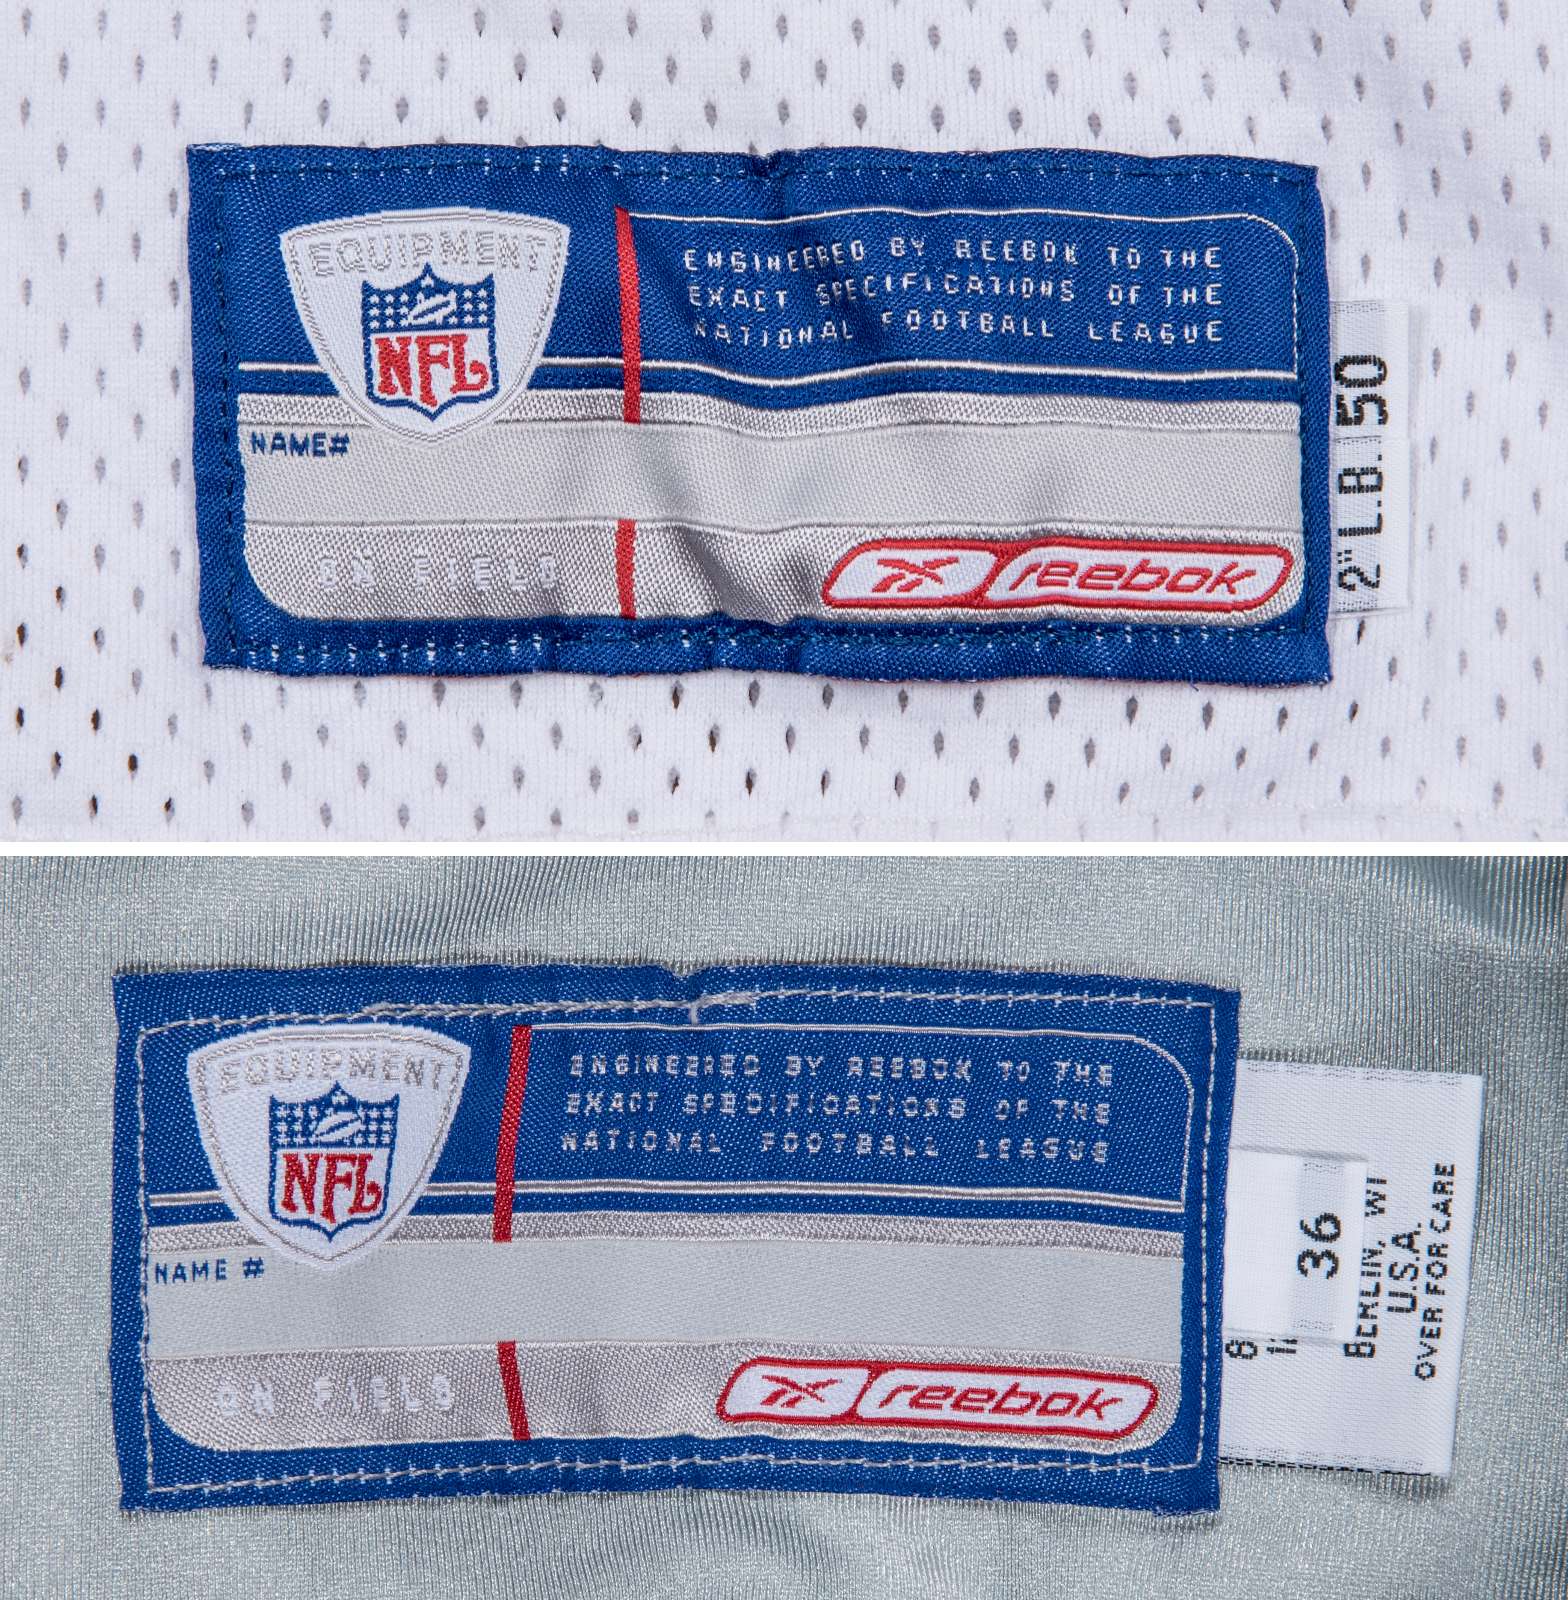 EQUIPMENT
NFL
ENGINEERED BY REEBOK TO THE
EXACT SPECIFICATIONS OF THE
NATIONAL FOOTBALL LEAGUE
NAME#
ON FIELD
reebok
2" L.B. 50
EQUIPMENT
NFL
ENGINEERED BY REEBOK TO THE
EXACT SPECIFICATIONS OF THE
NATIONAL FOOTBALL LEAGUE
NAME #
ON FIELD
reebok
36
BERLIN, WI
U.S.A.
OVER FOR CARE